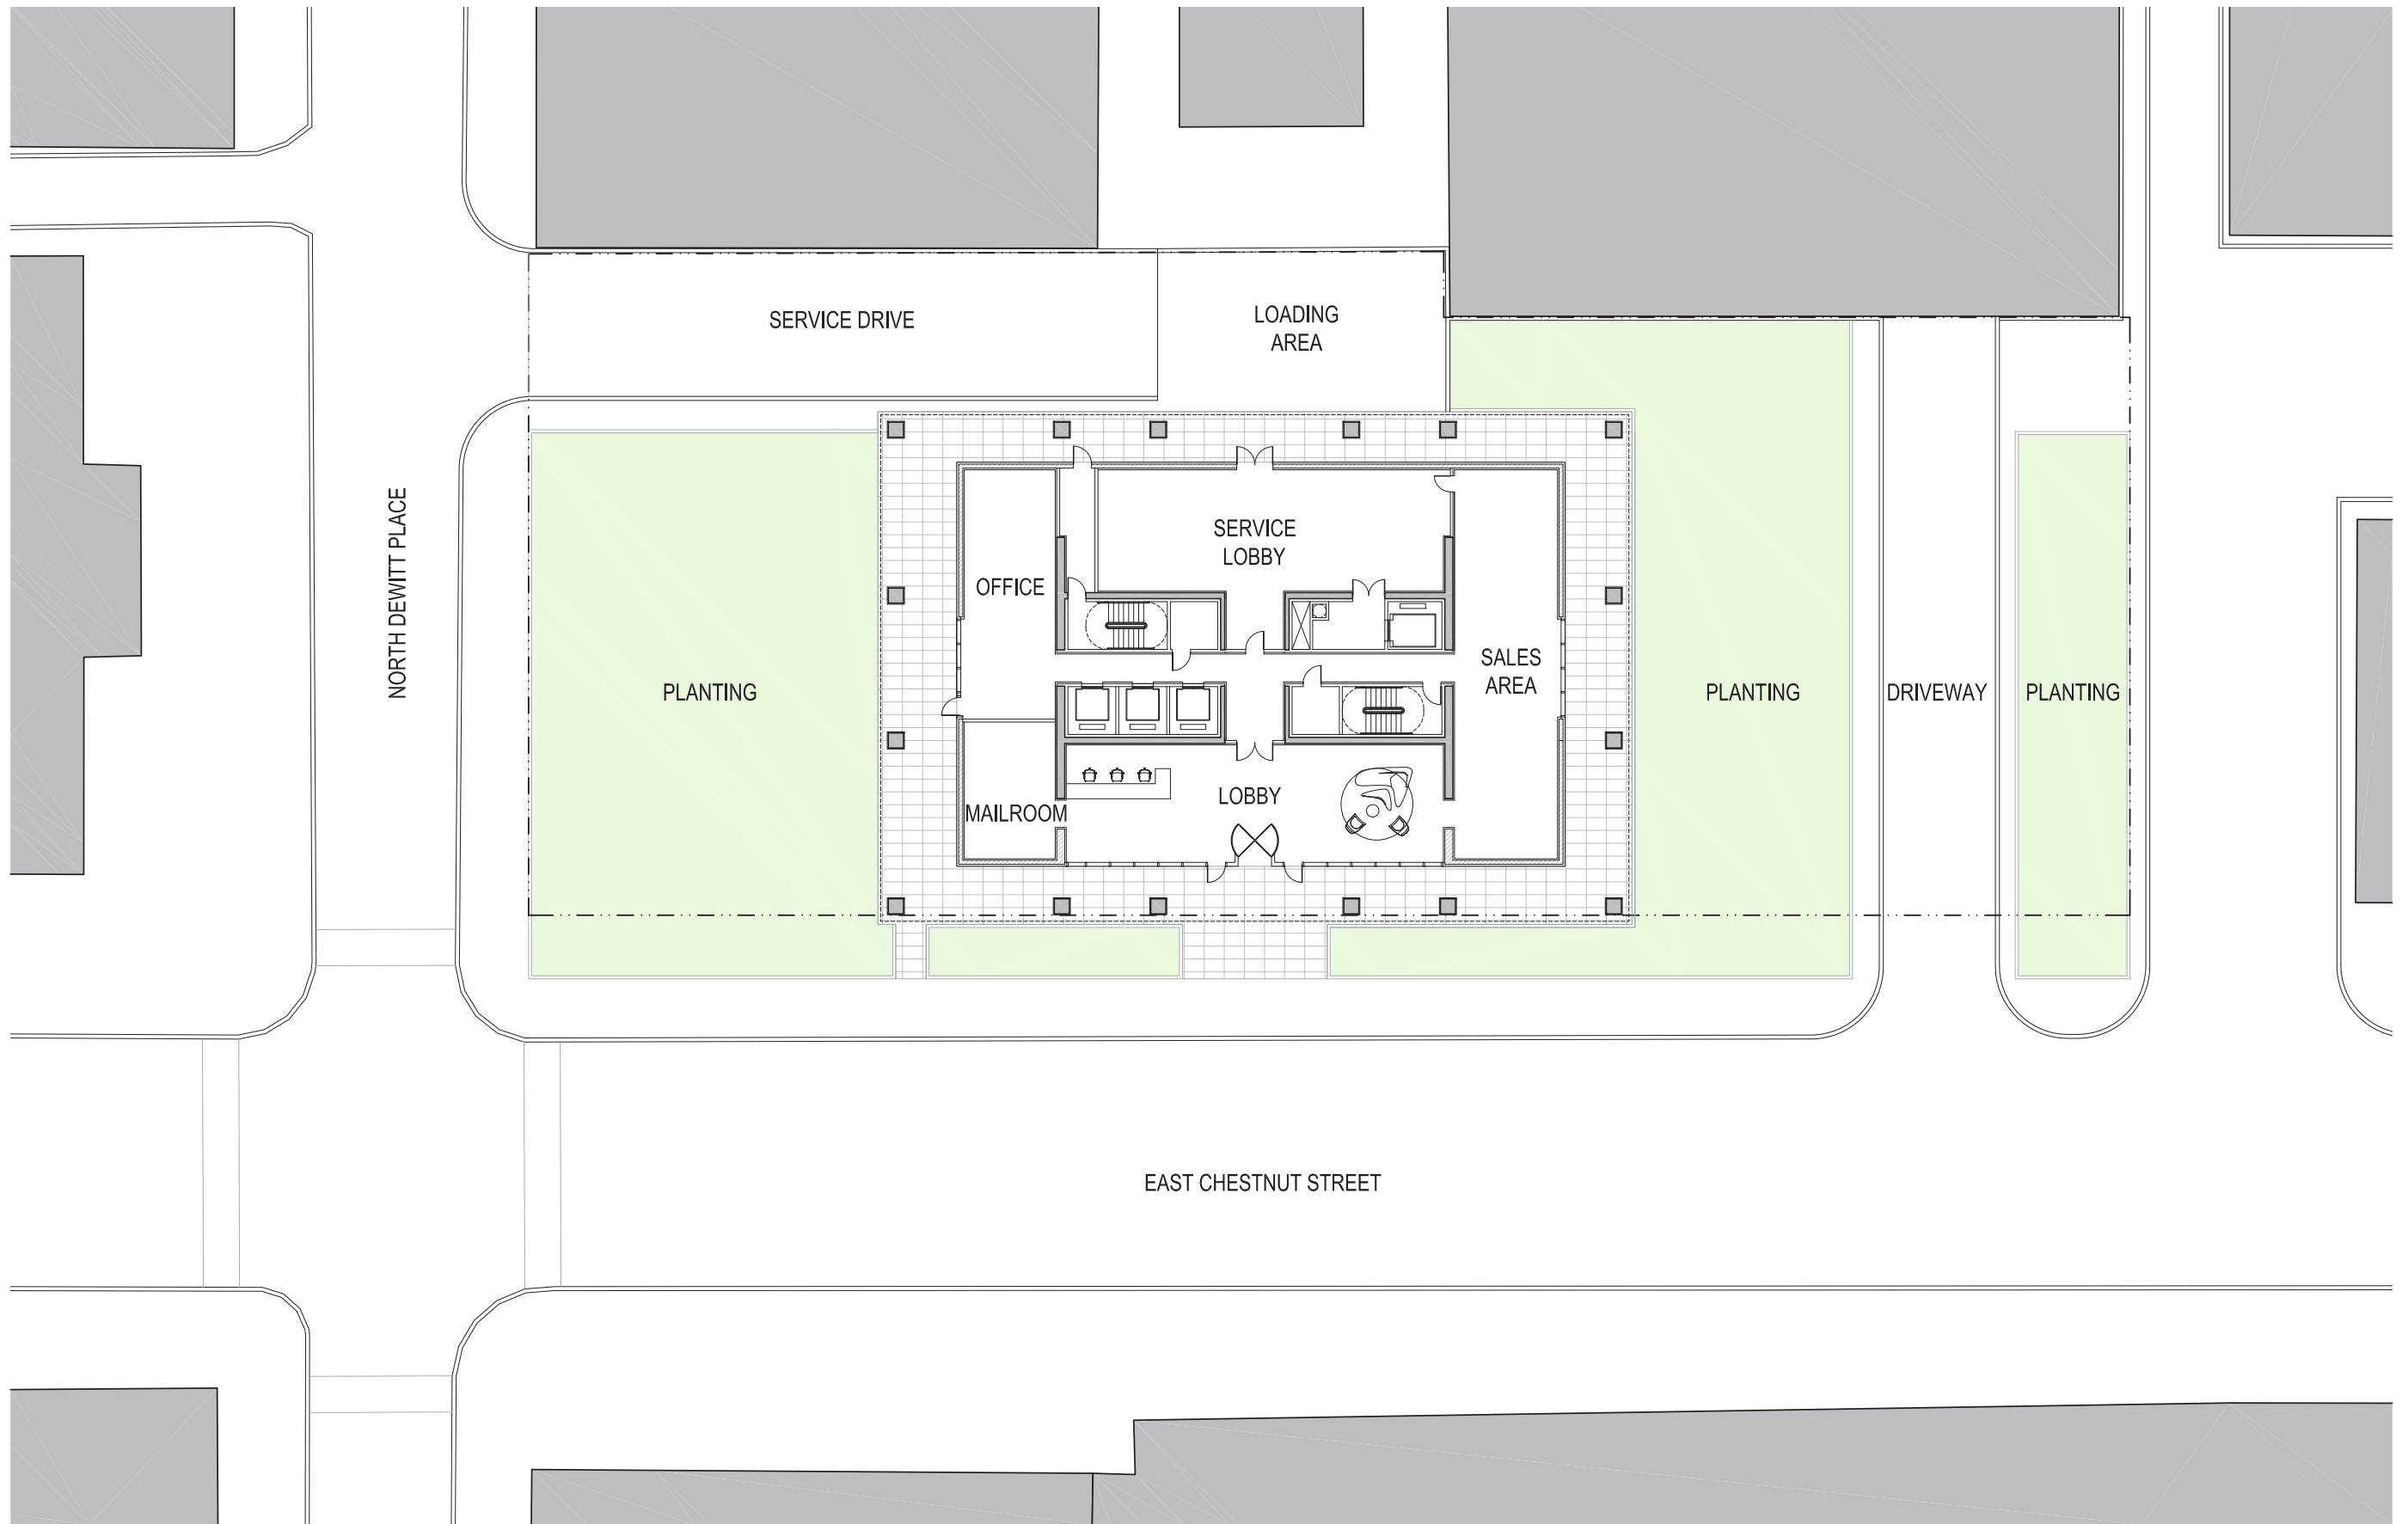 SERVICE DRIVE
LOADING
AREA
NORTH DEWITT PLACE
SERVICE
LOBBY
OFFICE
SALES
AREA
PLANTING
PLANTING
DRIVEWAY
PLANTING
LOBBY
MAILROOM
EAST CHESTNUT STREET